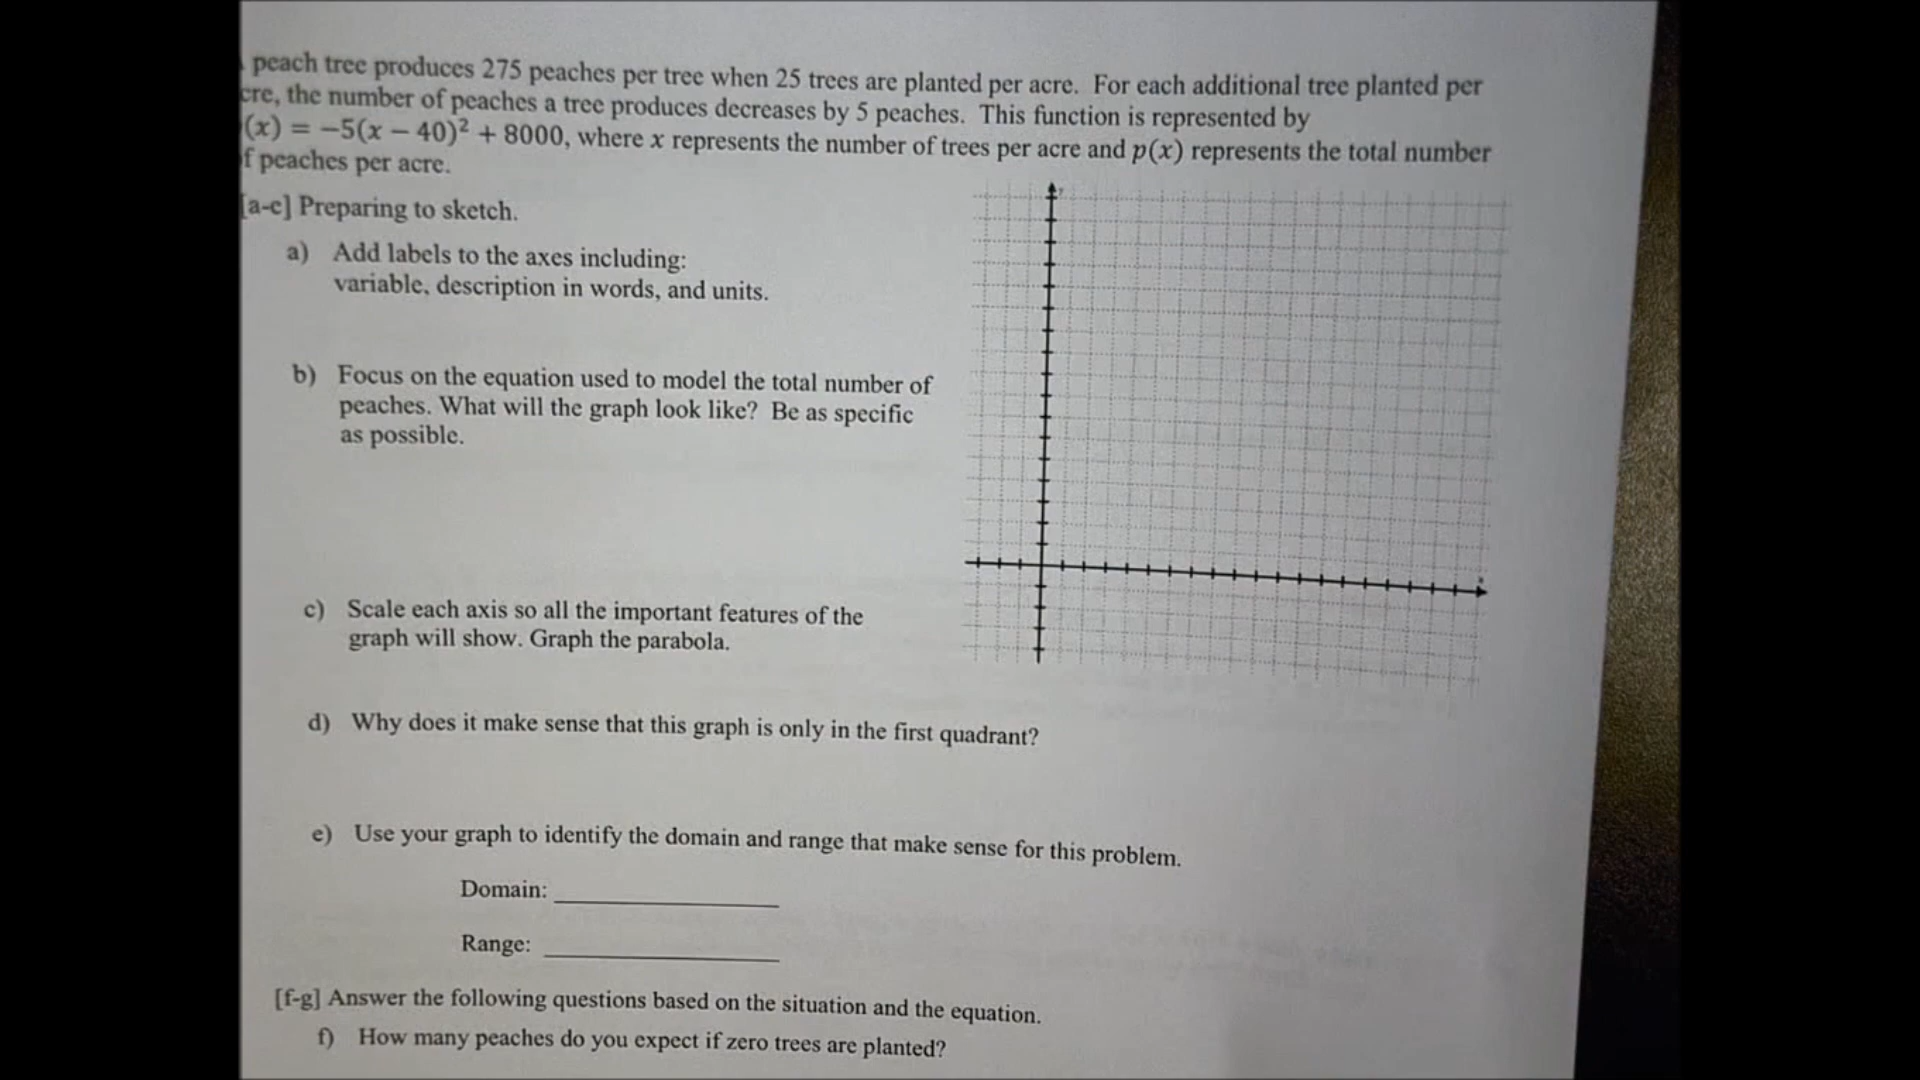 peach tree produces 275 peaches per tree when 25 trees are planted per acre. For each additional tree planted per
cre, the number of peaches a tree produces decreases by 5 peaches. This function is represented by
(x) = −5(x − 40)² + 8000, where x represents the number of trees per acre and p(x) represents the total number
f peaches per acre.
[a-c] Preparing to sketch.
a) Add labels to the axes including:
variable, description in words, and units.
b) Focus on the equation used to model the total number of
peaches. What will the graph look like? Be as specific
as possible.
c) Scale each axis so all the important features of the
graph will show. Graph the parabola.
d) Why does it make sense that this graph is only in the first quadrant?
e) Use your graph to identify the domain and range that make sense for this problem.
Domain:
Range:
[f-g] Answer the following questions based on the situation and the equation.
f) How many peaches do you expect if zero trees are planted?